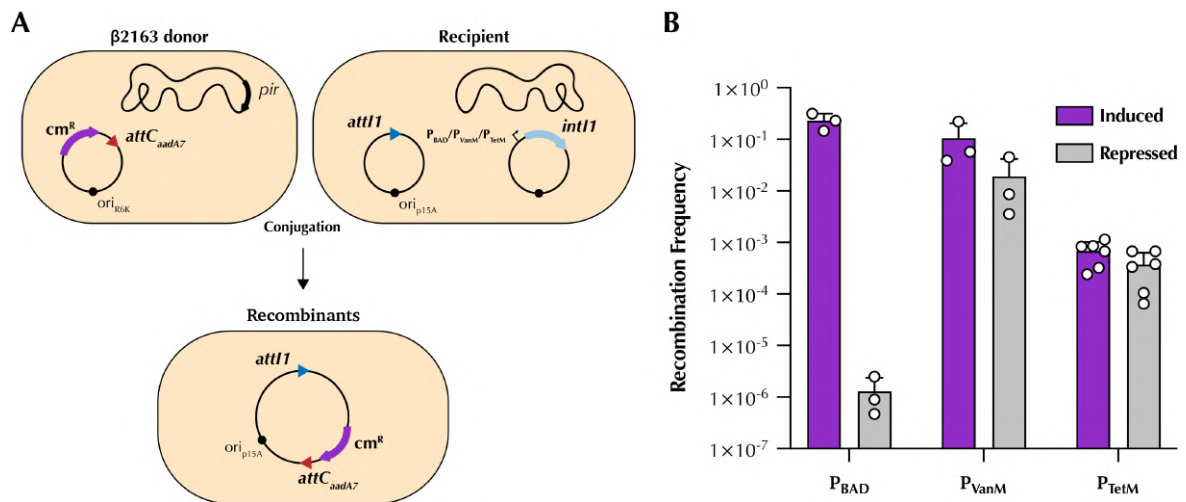 A
β2163 donor
pir
cmR
attCaadA7
oriR6K
Recipient
attI1
PBAD/PVanM/PTetM
intI1
orip15A
Conjugation
Recombinants
attI1
orip15A
cmR
attCaadA7
B
Recombination Frequency
1×10^0
1×10^-1
1×10^-2
1×10^-3
1×10^-4
1×10^-5
1×10^-6
1×10^-7
Induced
Repressed
PBAD
PVanM
PTetM